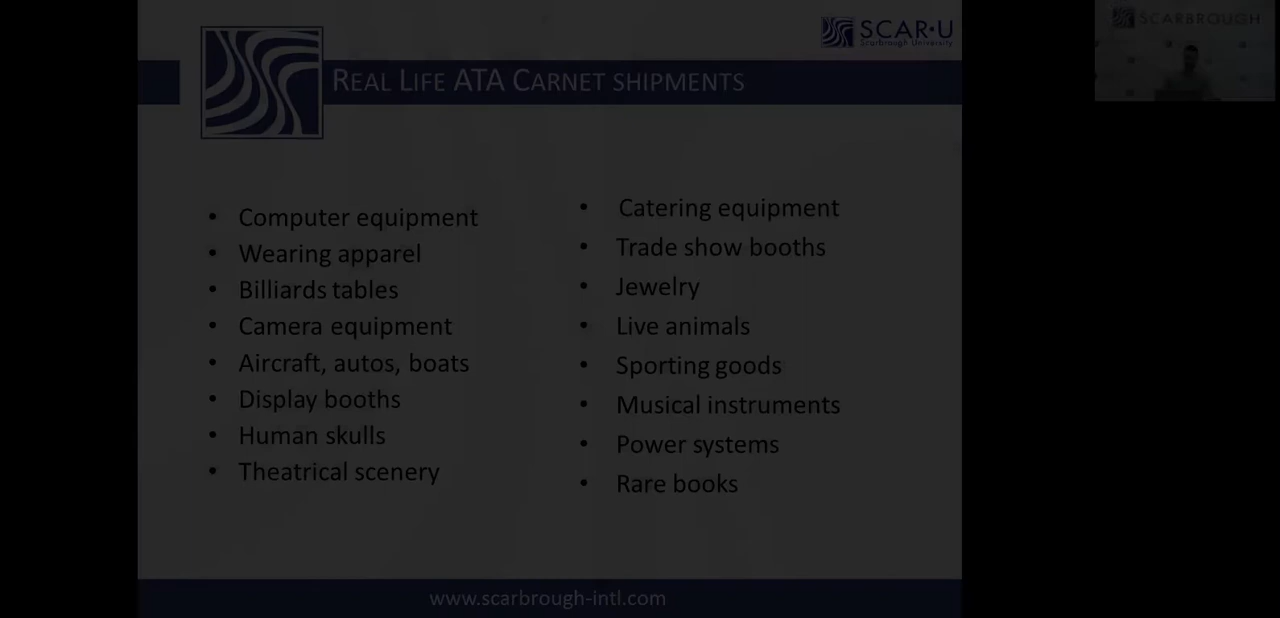 SCAR•U
Scarbrough University
REAL LIFE ATA CARNET SHIPMENTS
• Computer equipment
• Wearing apparel
• Billiards tables
• Camera equipment
• Aircraft, autos, boats
• Display booths
• Human skulls
• Theatrical scenery
• Catering equipment
• Trade show booths
• Jewelry
• Live animals
• Sporting goods
• Musical instruments
• Power systems
• Rare books
www.scarbrough-intl.com
SCARBROUGH